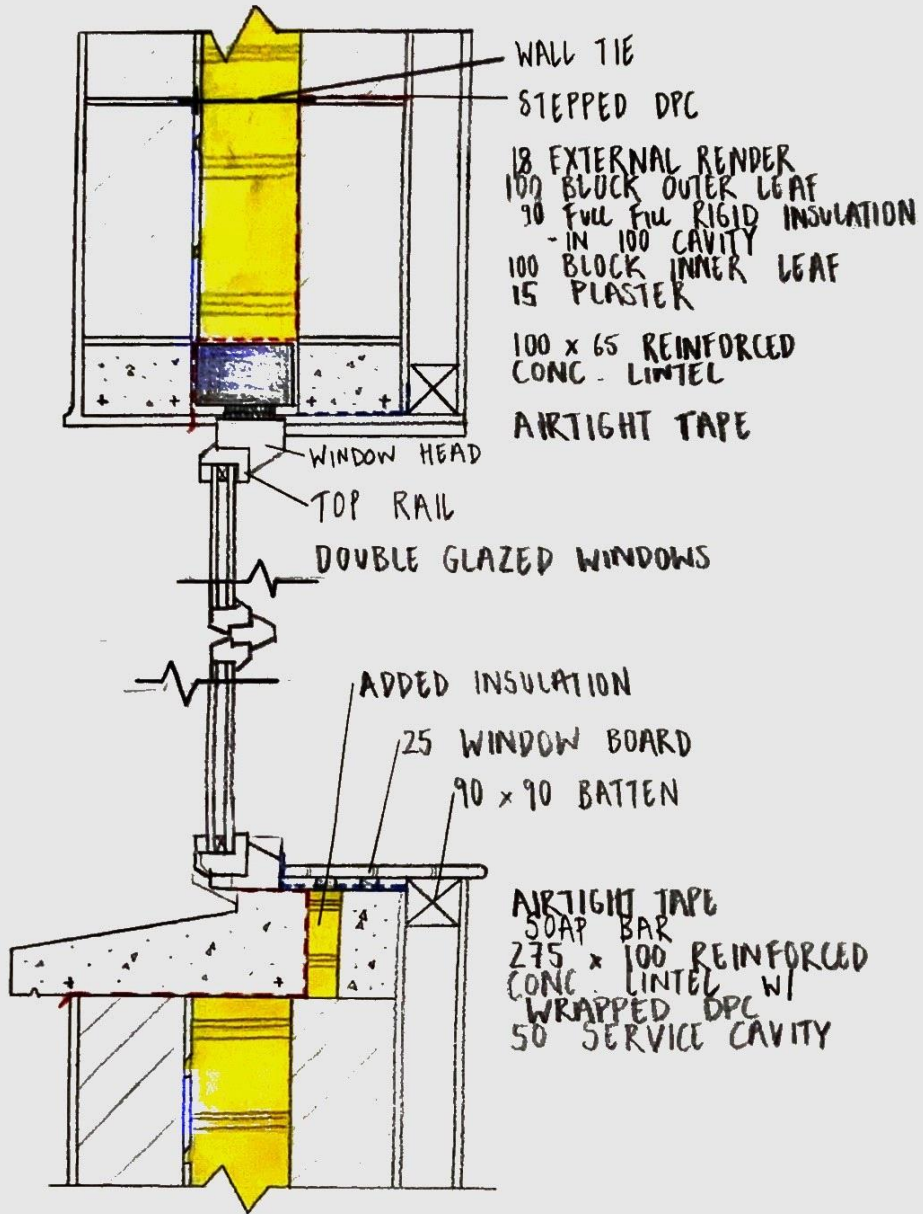 WALL TIE
STEPPED DPC
18 EXTERNAL RENDER
100 BLOCK OUTER LEAF
90 FULL FILL RIGID INSULATION
- IN 100 CAVITY
100 BLOCK INNER LEAF
15 PLASTER
100 x 65 REINFORCED
CONC. LINTEL
AIRTIGHT TAPE
WINDOW HEAD
TOP RAIL
DOUBLE GLAZED WINDOWS
ADDED INSULATION
25 WINDOW BOARD
90 x 90 BATTEN
AIRTIGHT TAPE
SOAP BAR
275 x 100 REINFORCED
CONC. LINTEL W/
WRAPPED DPC
50 SERVICE CAVITY